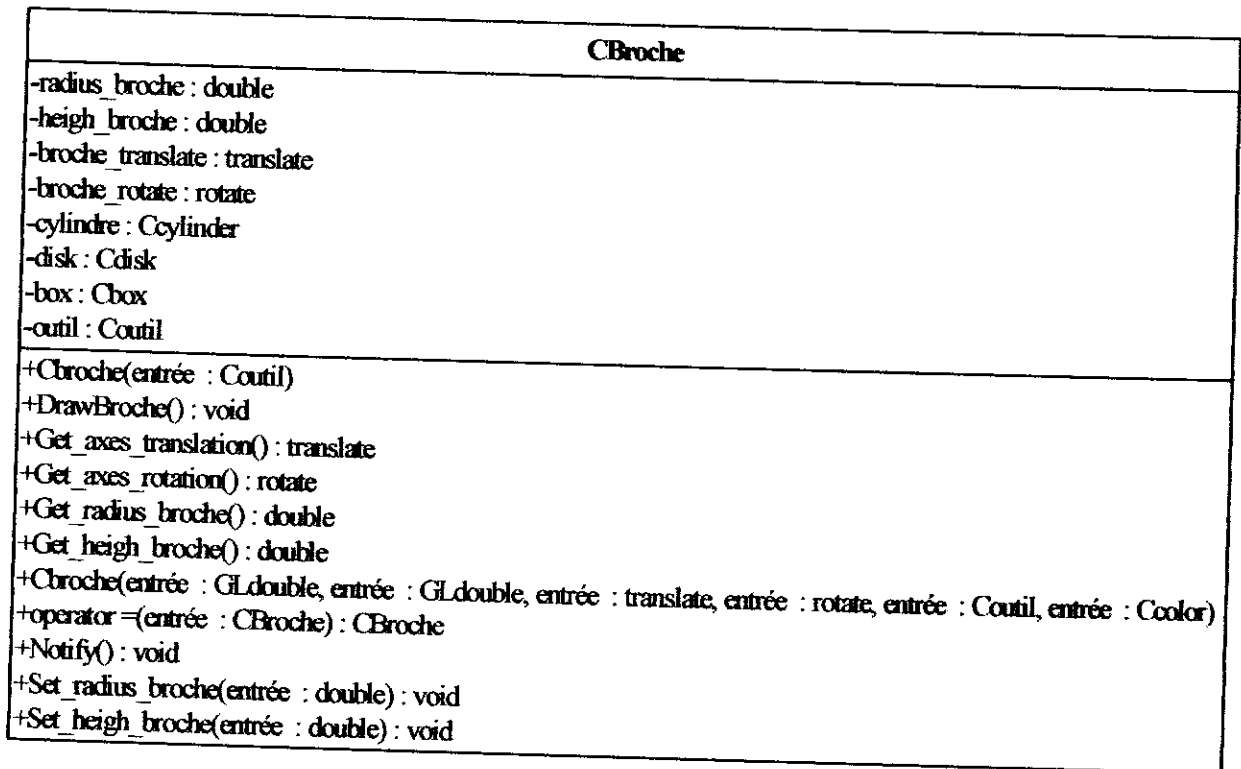 CBroche
-radius_broche : double
-heigh_broche : double
-broche_translate : translate
-broche_rotate : rotate
-cylindre : Ccylinder
-disk : Cdisk
-box : Cbox
-outil : Coutil
+Cbroche(entrée : Coutil)
+DrawBroche() : void
+Get_axes_translation() : translate
+Get_axes_rotation() : rotate
+Get_radius_broche() : double
+Get_heigh_broche() : double
+Cbroche(entrée : GLdouble, entrée : GLdouble, entrée : translate, entrée : rotate, entrée : Coutil, entrée : Ccolor)
+operator =(entrée : CBroche) : CBroche
+Notify() : void
+Set_radius_broche(entrée : double) : void
+Set_heigh_broche(entrée : double) : void